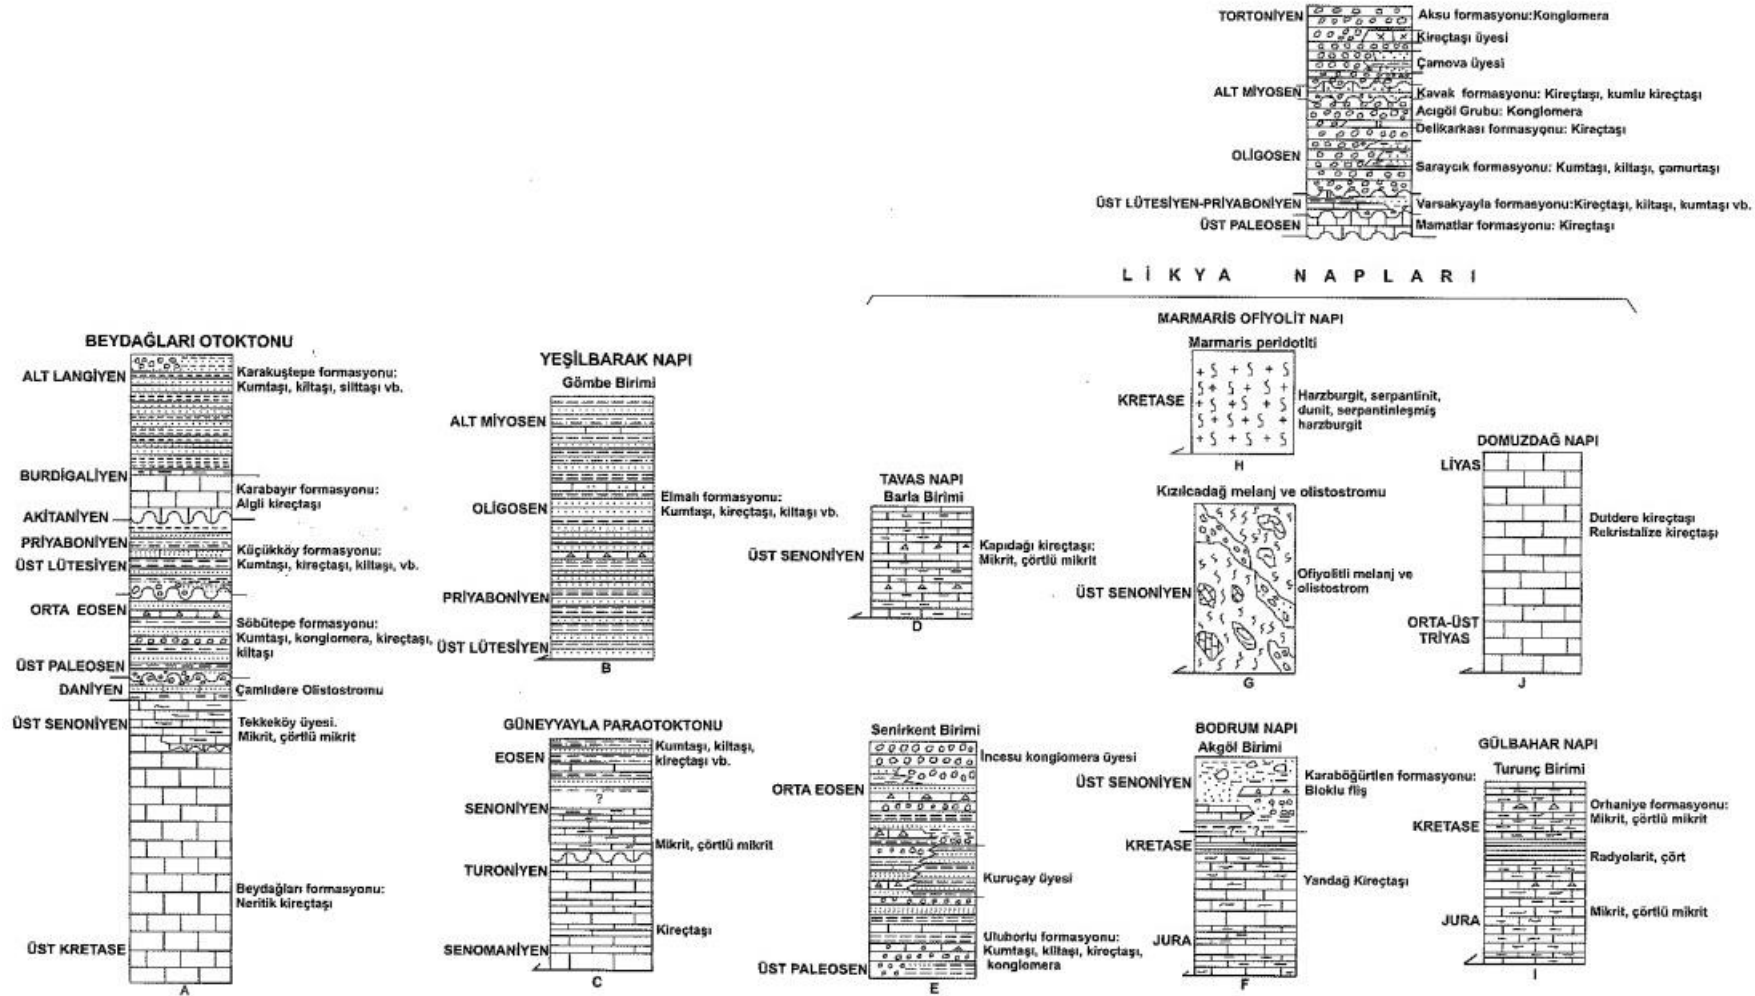 TORTONİYEN
Aksu formasyonu:Konglomera
Kireçtaşı üyesi
Çamova üyesi
ALT MİYOSEN
Kavak formasyonu: Kireçtaşı, kumlu kireçtaşı
Acıgöl Grubu: Konglomera
Delikarkası formasyonu: Kireçtaşı
OLİGOSEN
Saraycık formasyonu: Kumtaşı, kiltaşı, çamurtaşı
ÜST LÜTESİYEN-PRİYABONİYEN
Varsakyayla formasyonu:Kireçtaşı, kiltaşı, kumtaşı vb.
ÜST PALEOSEN
Mamatlar formasyonu: Kireçtaşı
LİKYA NAPLARI
BEYDAĞLARI OTOKTONU
ALT LANGİYEN
Karakuştepe formasyonu:
Kumtaşı, kiltaşı, silttaşı vb.
BURDİGALİYEN
Karabayır formasyonu:
Algli kireçtaşı
AKİTANİYEN
PRİYABONİYEN
Küçükköy formasyonu:
Kumtaşı, kireçtaşı, kiltaşı, vb.
ÜST LÜTESİYEN
ORTA EOSEN
Söbütepe formasyonu:
Kumtaşı, konglomera, kireçtaşı,
kiltaşı
ÜST PALEOSEN
DANİYEN
Çamlıdere Olistostromu
ÜST SENONİYEN
Tekkeköy üyesi.
Mikrit, çörtlü mikrit
Beydağları formasyonu:
Neritik kireçtaşı
ÜST KRETASE
A
YEŞİLBARAK NAPI
Gömbe Birimi
ALT MİYOSEN
OLİGOSEN
Elmalı formasyonu:
Kumtaşı, kireçtaşı, kiltaşı vb.
PRİYABONİYEN
ÜST LÜTESİYEN
B
GÜNEYYAYLA PARAOTOKTONU
EOSEN
Kumtaşı, kiltaşı,
kireçtaşı vb.
?
SENONİYEN
Mikrit, çörtlü mikrit
TURONİYEN
Kireçtaşı
SENOMANİYEN
C
TAVAS NAPI
Barla Birimi
ÜST SENONİYEN
Kapıdağı kireçtaşı:
Mikrit, çörtlü mikrit
D
Senirkent Birimi
İncesu konglomera üyesi
ORTA EOSEN
Kuruçay üyesi
Uluborlu formasyonu:
Kumtaşı, kiltaşı, kireçtaşı,
konglomera
ÜST PALEOSEN
E
MARMARİS OFİYOLİT NAPI
Marmaris peridotiti
KRETASE
Harzburgit, serpantinit,
dunit, serpantinleşmiş
harzburgit
H
Kızılcadağ melanj ve olistostromu
ÜST SENONİYEN
Ofiyolitli melanj ve
olistostrom
G
BODRUM NAPI
Akgöl Birimi
ÜST SENONİYEN
Karaböğürtlen formasyonu:
Bloklu fliş
? ?
KRETASE
Yandağ Kireçtaşı
JURA
F
DOMUZDAĞ NAPI
LİYAS
Dutdere kireçtaşı
Rekristalize kireçtaşı
ORTA-ÜST
TRİYAS
J
GÜLBAHAR NAPI
Turunç Birimi
Orhaniye formasyonu:
Mikrit, çörtlü mikrit
KRETASE
Radyolarit, çört
Mikrit, çörtlü mikrit
JURA
I